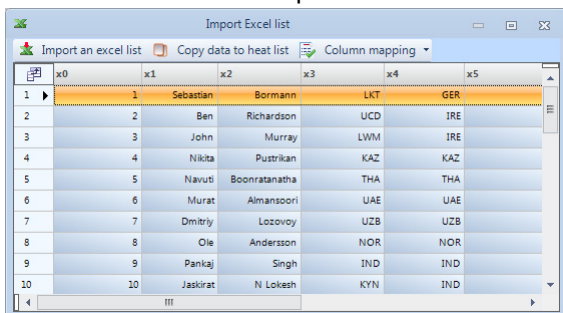 Import Excel list
Import an excel list Copy data to heat list Column mapping
x0 x1 x2 x3 x4 x5
1 1 Sebastian Bormann LKT GER
2 2 Ben Richardson UCD IRE
3 3 John Murray LWM IRE
4 4 Nikita Pustrikan KAZ KAZ
5 5 Navuti Boonratanatha THA THA
6 6 Murat Almansoori UAE UAE
7 7 Dmitriy Lozovoy UZB UZB
8 8 Ole Andersson NOR NOR
9 9 Pankaj Singh IND IND
10 10 Jaskirat N Lokesh KYN IND